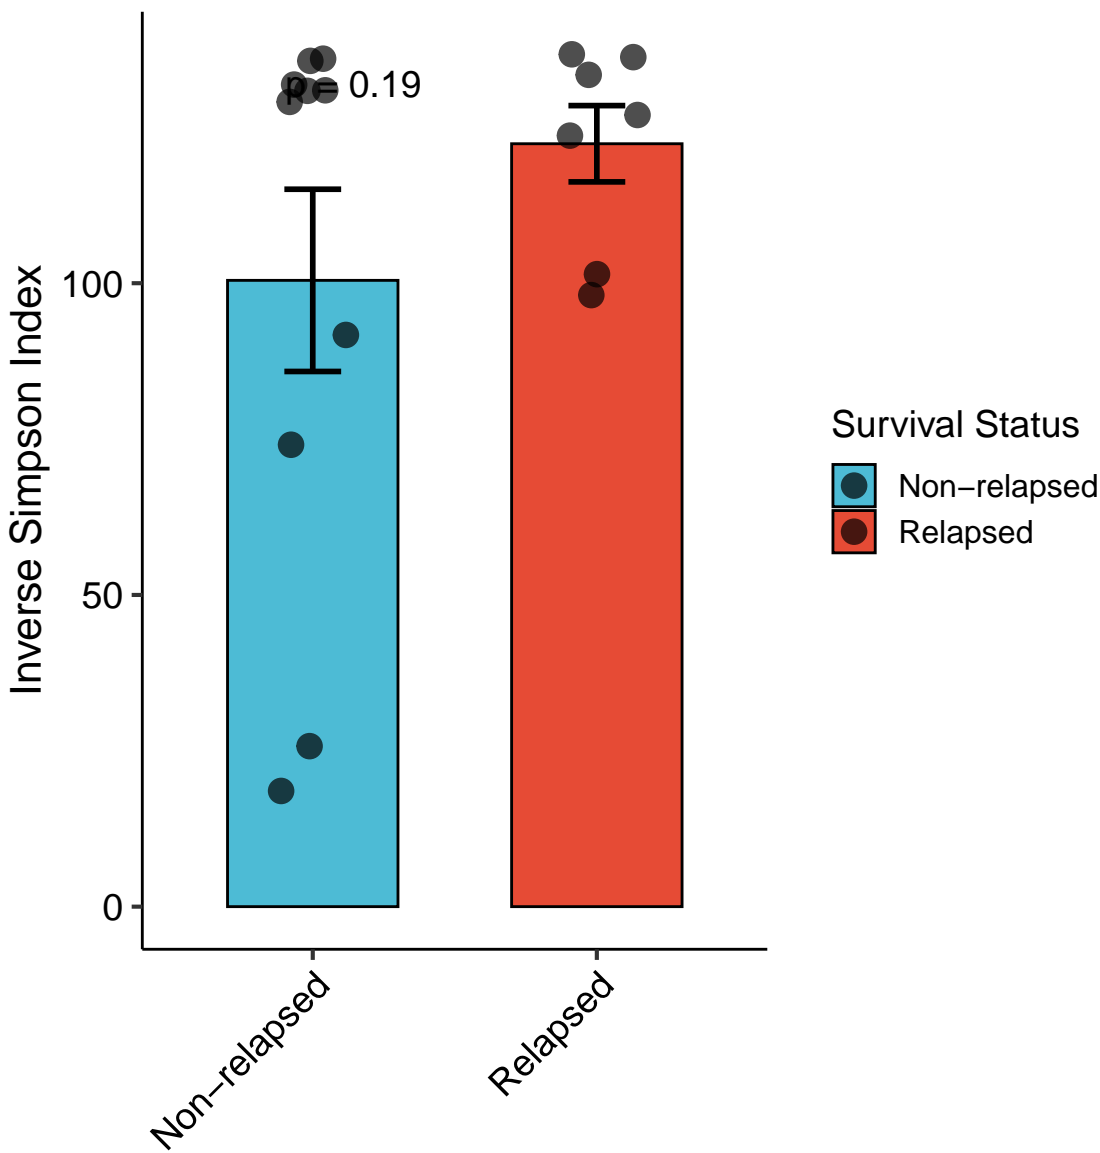 p = 0.19
Inverse Simpson Index
100
50
0
Non−relapsed
Relapsed
Survival Status
Non−relapsed
Relapsed